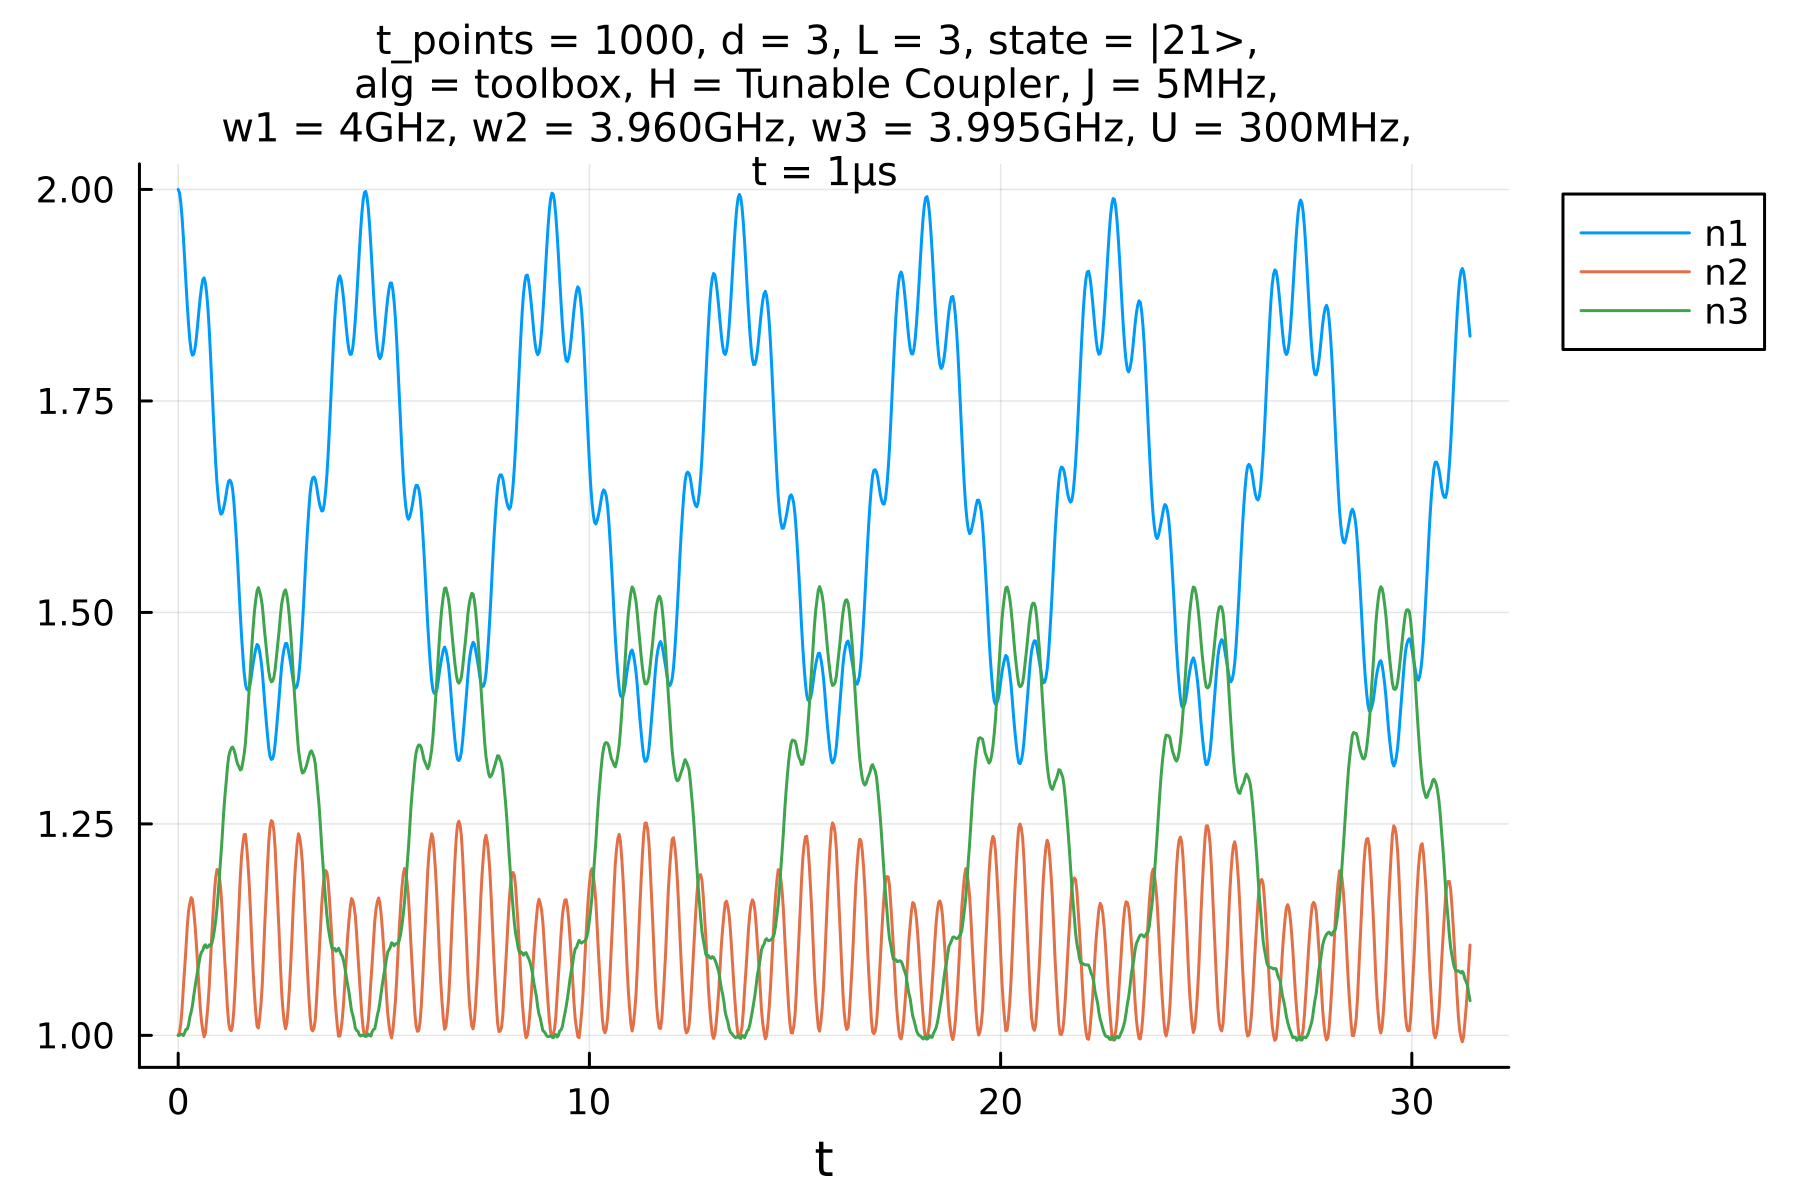 t_points = 1000, d = 3, L = 3, state = |21>,
alg = toolbox, H = Tunable Coupler, J = 5MHz,
w1 = 4GHz, w2 = 3.960GHz, w3 = 3.995GHz, U = 300MHz,
t = 1μs
2.00
1.75
1.50
1.25
1.00
0
10
20
30
t
n1
n2
n3